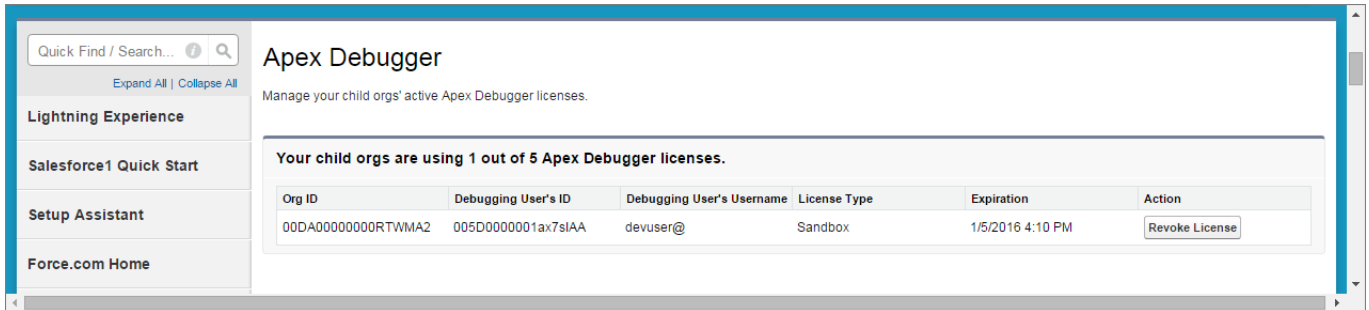 Quick Find / Search...
Expand All | Collapse All
Lightning Experience
Salesforce1 Quick Start
Setup Assistant
Force.com Home
Apex Debugger
Manage your child orgs' active Apex Debugger licenses.
Your child orgs are using 1 out of 5 Apex Debugger licenses.
Org ID Debugging User's ID Debugging User's Username License Type Expiration Action
00DA00000000RTWMA2 005D0000001ax7sIAA devuser@ Sandbox 1/5/2016 4:10 PM Revoke License